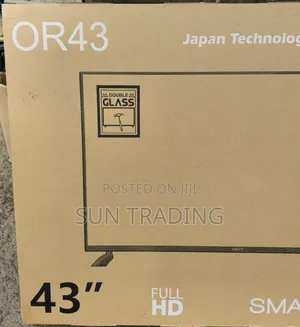 OR43
Japan Technolog
DOUBLE
GLASS
POSTED ON JIJI
SUN TRADING
43”
FULL
HD
SMA